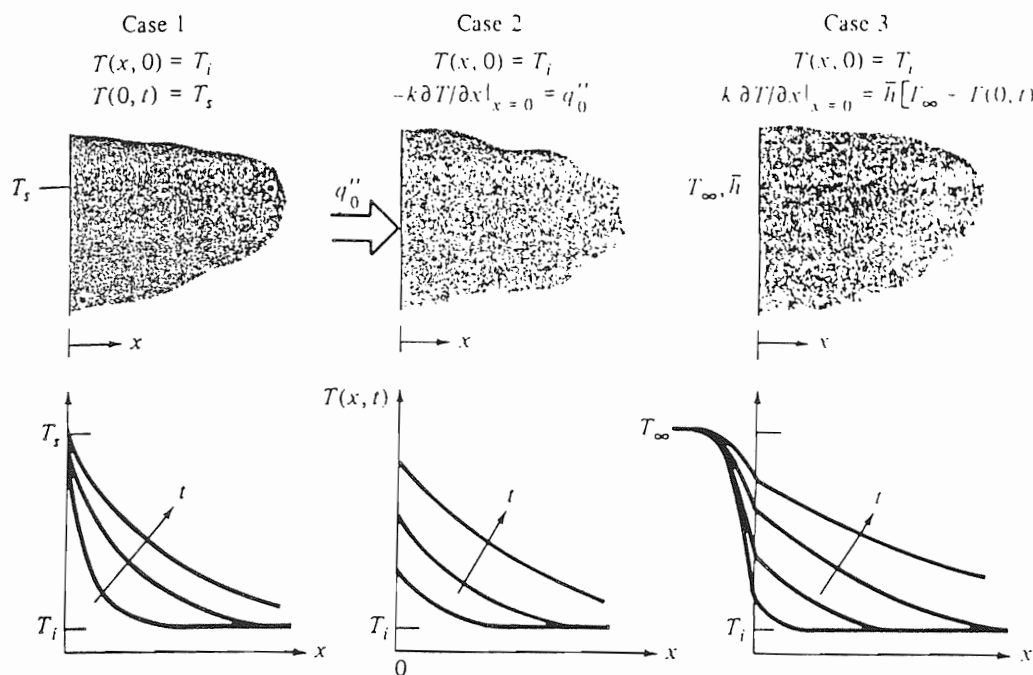 Case 1
T(x, 0) = T_i
T(0, t) = T_s
Case 2
T(x, 0) = T_i
-k ∂T/∂x|_{x = 0} = q''_0
Case 3
T(x, 0) = T_i
k ∂T/∂x|_{x = 0} = h̄[T_∞ - T(0, t)
T_s
x
q''_0
x
T_∞, h̄
x
T_s
T_i
t
x
T(x, t)
T_i
t
0
x
T_∞
T_i
t
x